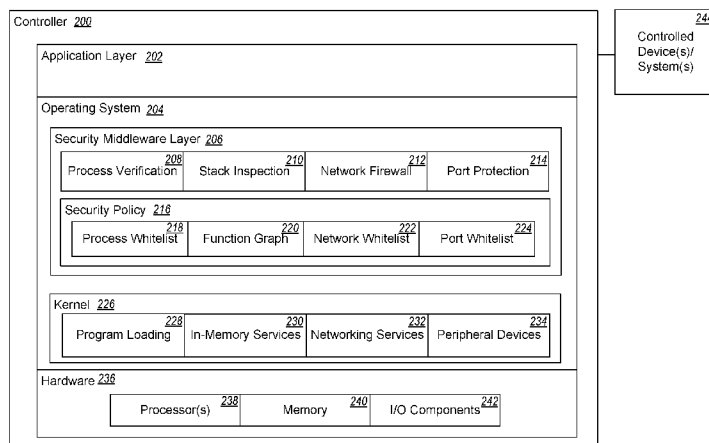 Controller 200
244
Controlled
Device(s)/
System(s)
Application Layer 202
Operating System 204
Security Middleware Layer 206
208 210 212 214
Process Verification Stack Inspection Network Firewall Port Protection
Security Policy 216
218 220 222 224
Process Whitelist Function Graph Network Whitelist Port Whitelist
Kernel 226
228 230 232 234
Program Loading In-Memory Services Networking Services Peripheral Devices
Hardware 236
238 240 242
Processor(s) Memory I/O Components